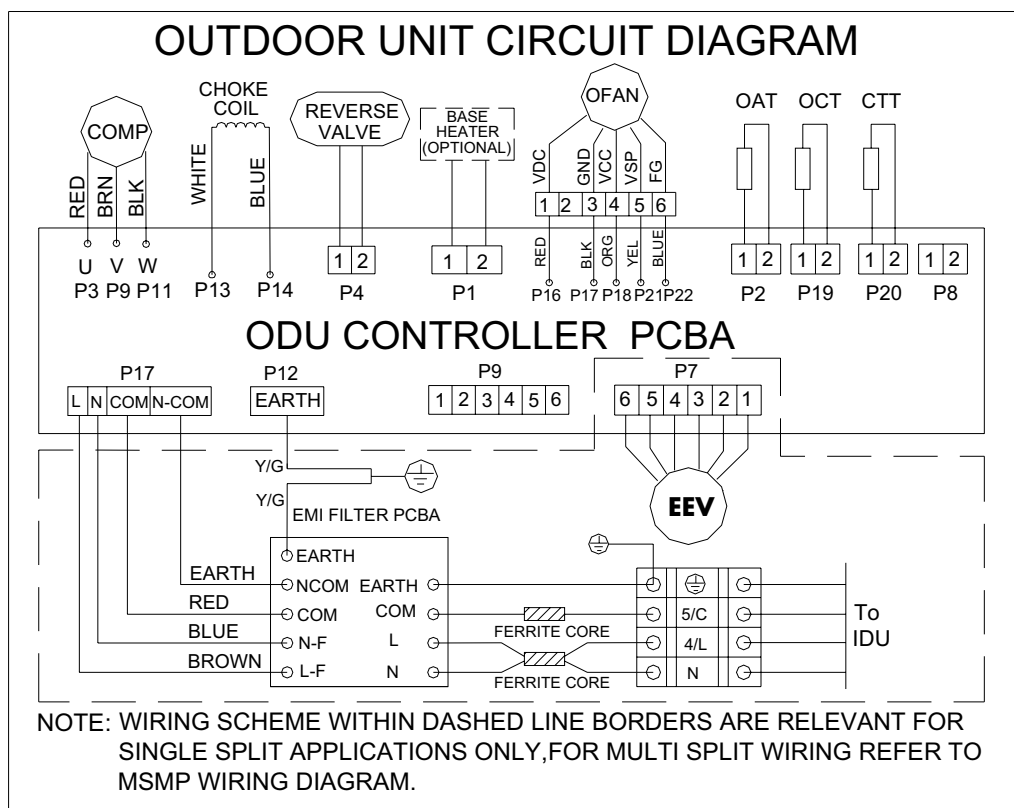 OUTDOOR UNIT CIRCUIT DIAGRAM
COMP
CHOKE
COIL
REVERSE
VALVE
BASE
HEATER
(OPTIONAL)
OFAN
OAT OCT CTT
RED BRN BLK
WHITE BLUE
VDC GND VCC VSP FG
1 2 3 4 5 6
RED BLK ORG YEL BLUE
U V W
P3 P9 P11
P13 P14
1 2
P4
1 2
P1
P16 P17 P18 P21 P22
1 2
P2
1 2
P19
1 2
P20
1 2
P8
ODU CONTROLLER PCBA
P17
L N COM N-COM
P12
EARTH
P9
1 2 3 4 5 6
P7
6 5 4 3 2 1
EEV
Y/G
Y/G
EMI FILTER PCBA
EARTH
EARTH NCOM EARTH
RED COM COM FERRITE CORE 5/C
BLUE N-F L 4/L
BROWN L-F N FERRITE CORE N
To
IDU
NOTE: WIRING SCHEME WITHIN DASHED LINE BORDERS ARE RELEVANT FOR
SINGLE SPLIT APPLICATIONS ONLY,FOR MULTI SPLIT WIRING REFER TO
MSMP WIRING DIAGRAM.